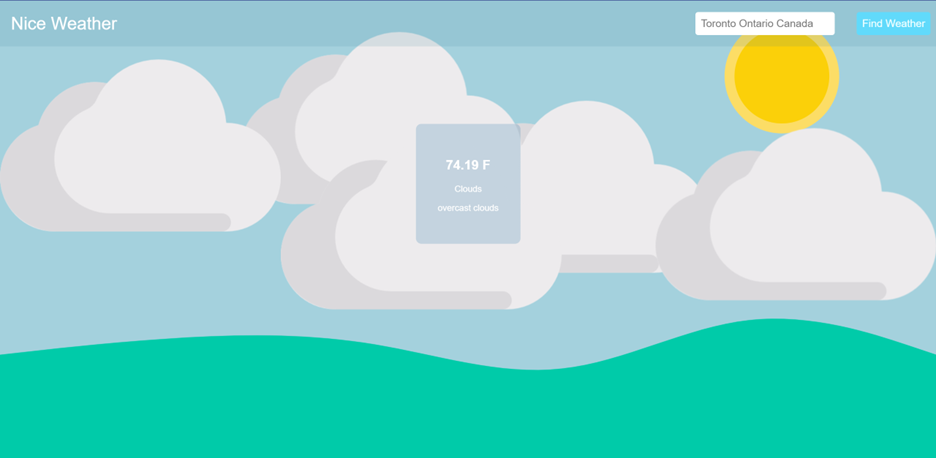 Nice Weather
Toronto Ontario Canada
Find Weather
74.19 F
Clouds
overcast clouds